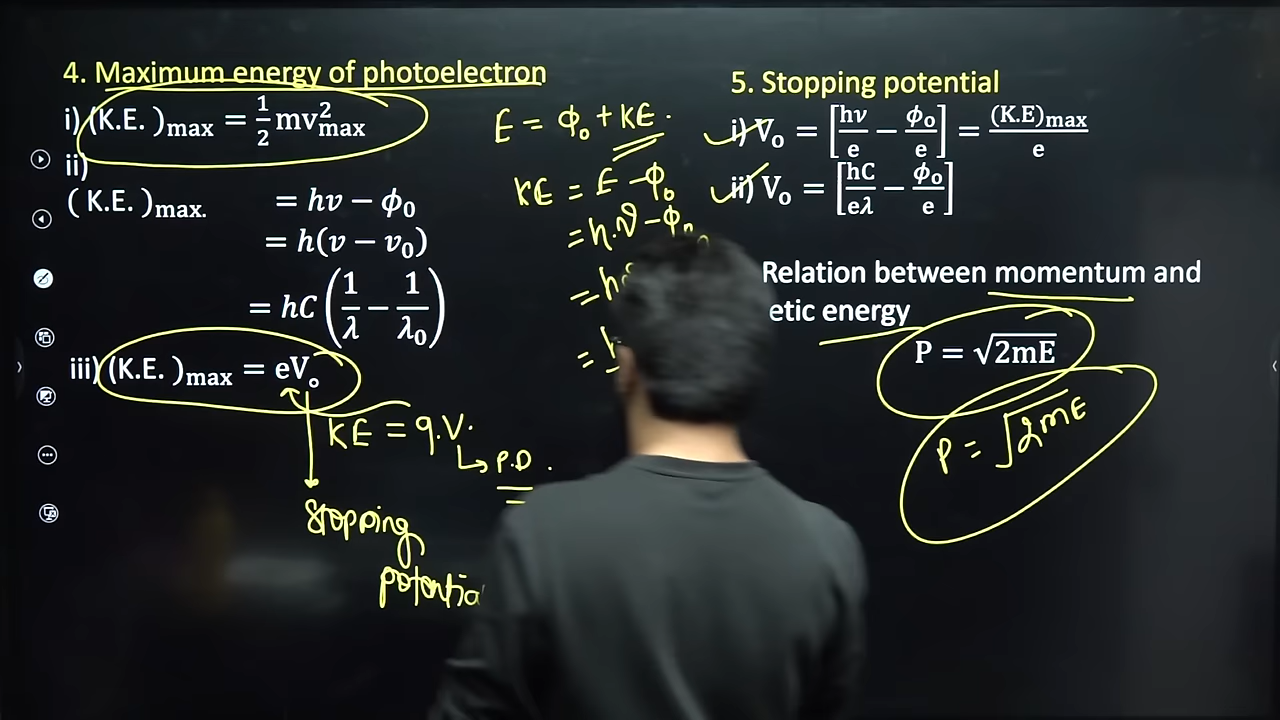 4. Maximum energy of photoelectron
i) (K.E. )max = 1/2 mv²max
ii)
( K.E. )max. = hν − ϕ0
= h(ν − ν0)
= hC (1/λ − 1/λ0)
iii) (K.E. )max = eV₀
KE = q.V.
↳ P.D.
Stopping
E = ϕ₀ + KE.
KE = E − ϕ₀
= h.ν − ϕ₀
5. Stopping potential
i) V₀ = [hν/e − ϕ0/e] = (K.E)max/e
ii) V₀ = [hC/eλ − ϕ0/e]
Relation between momentum and
energy
P = √2mE
P = √2mE